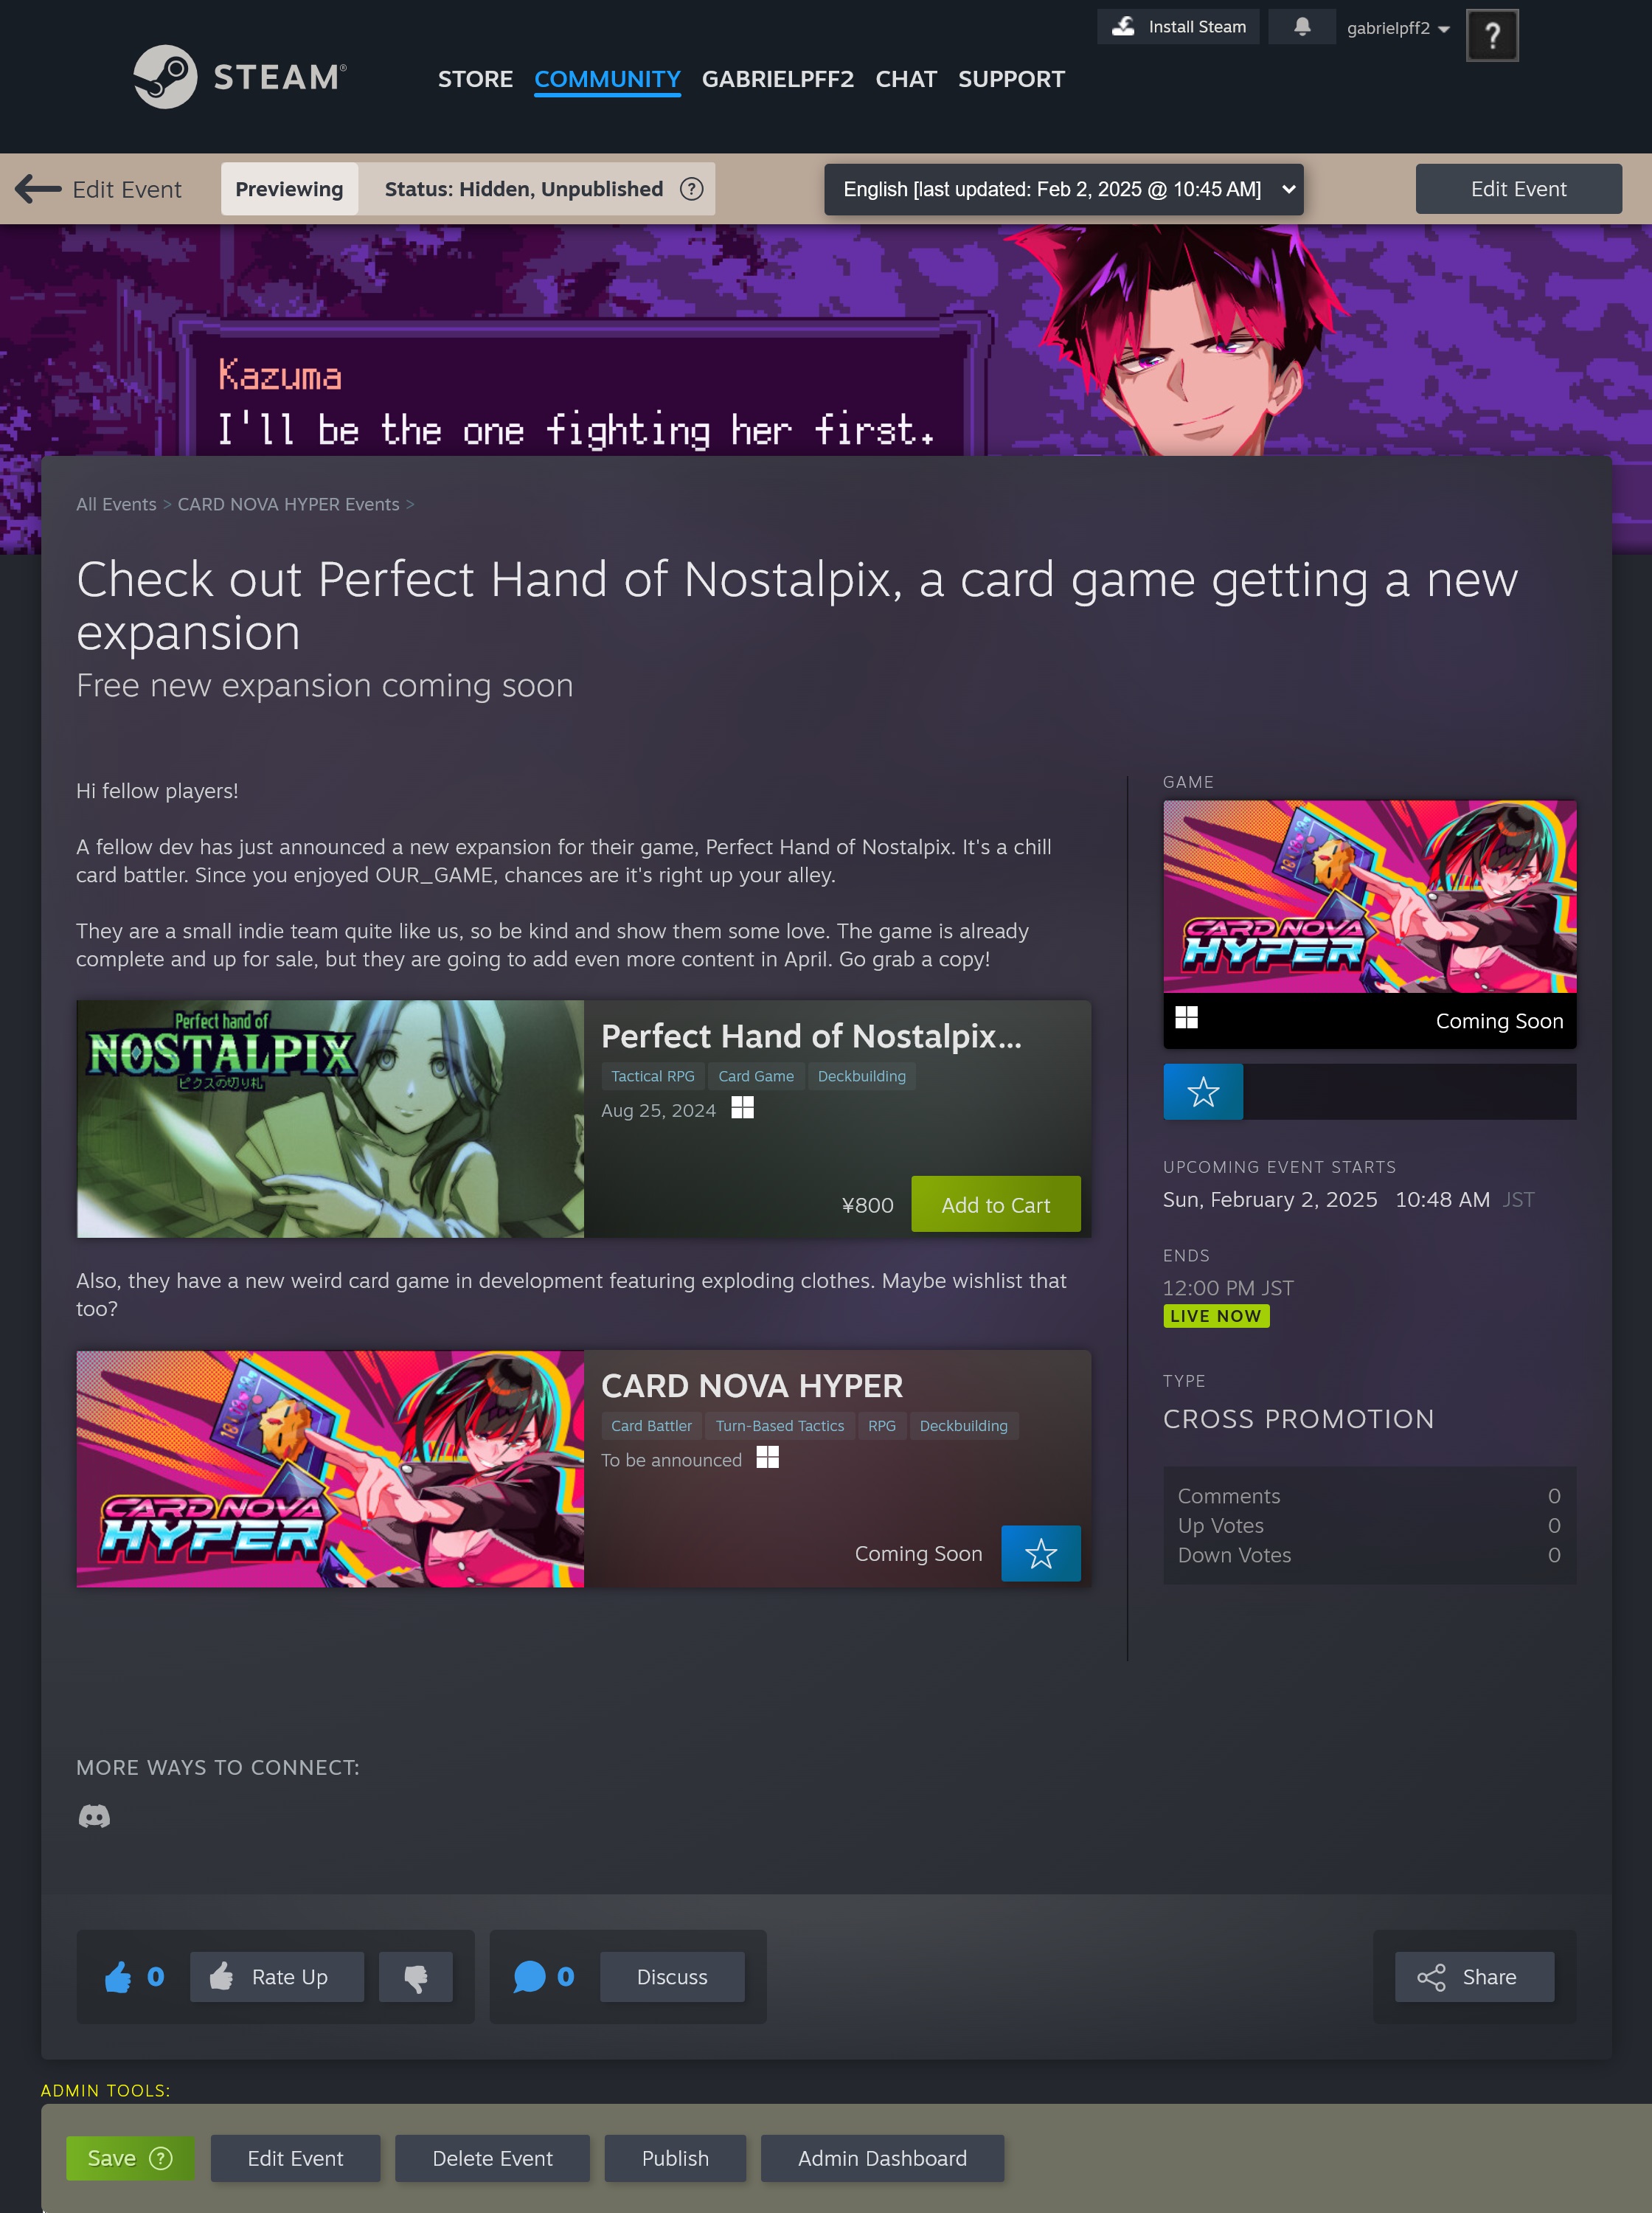 Install Steam
gabrielpff2
?
STEAM®
STORE COMMUNITY GABRIELPFF2 CHAT SUPPORT
Edit Event
Previewing
Status: Hidden, Unpublished ?
English [last updated: Feb 2, 2025 @ 10:45 AM]
Edit Event
Kazuma
I'll be the one fighting her first.
All Events > CARD NOVA HYPER Events >
Check out Perfect Hand of Nostalpix, a card game getting a new
expansion
Free new expansion coming soon
Hi fellow players!
A fellow dev has just announced a new expansion for their game, Perfect Hand of Nostalpix. It's a chill
card battler. Since you enjoyed OUR_GAME, chances are it's right up your alley.
They are a small indie team quite like us, so be kind and show them some love. The game is already
complete and up for sale, but they are going to add even more content in April. Go grab a copy!
Perfect hand of
NOSTALPIX
ピクスの切り札
Perfect Hand of Nostalpix...
Tactical RPG Card Game Deckbuilding
Aug 25, 2024
¥800
Add to Cart
Also, they have a new weird card game in development featuring exploding clothes. Maybe wishlist that
too?
CARD NOVA
HYPER
CARD NOVA HYPER
Card Battler Turn-Based Tactics RPG Deckbuilding
To be announced
Coming Soon
GAME
CARD NOVA
HYPER
Coming Soon
UPCOMING EVENT STARTS
Sun, February 2, 2025 10:48 AM JST
ENDS
12:00 PM JST
LIVE NOW
TYPE
CROSS PROMOTION
Comments 0
Up Votes 0
Down Votes 0
MORE WAYS TO CONNECT:
0
Rate Up
0
Discuss
Share
ADMIN TOOLS:
Save ?
Edit Event
Delete Event
Publish
Admin Dashboard